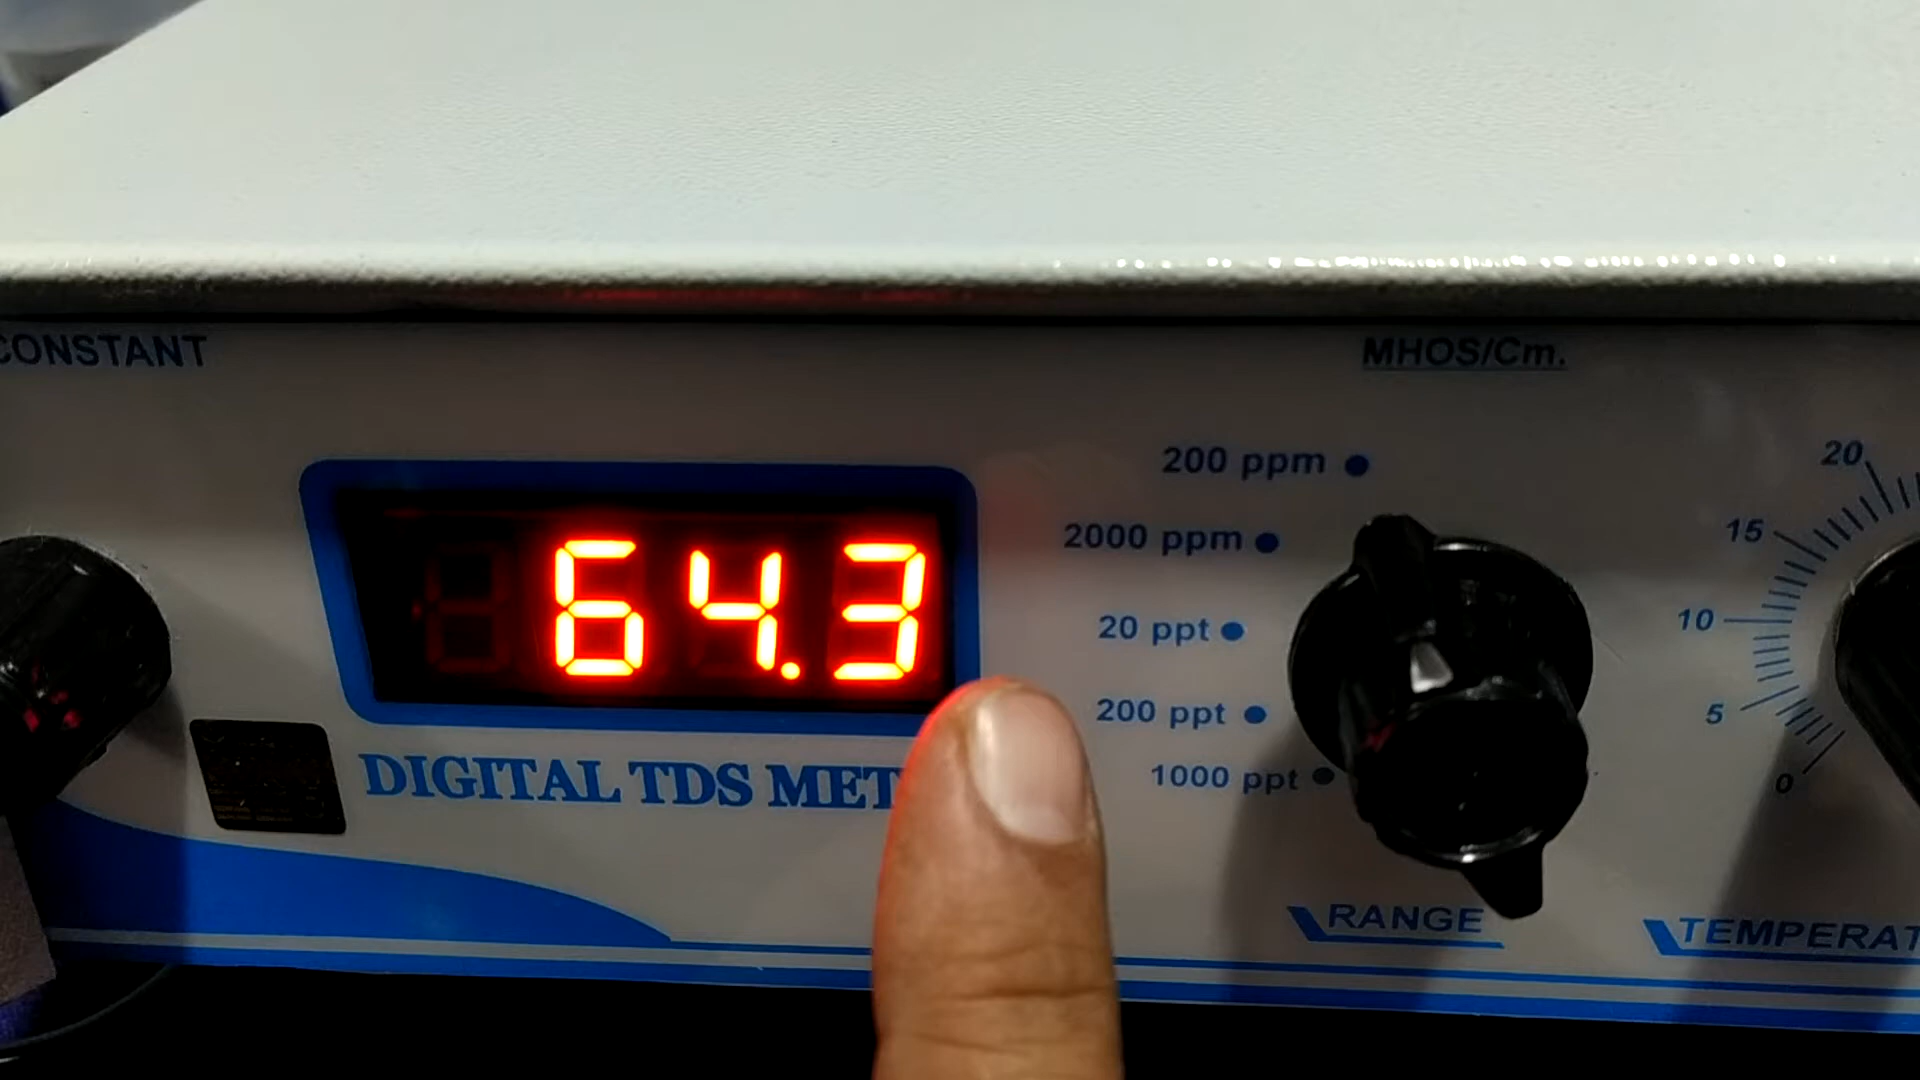 CONSTANT
MHOS/Cm.
200 ppm
2000 ppm
20 ppt
200 ppt
1000 ppt
20
15
10
5
0
64.3
DIGITAL TDS MET
RANGE
TEMPERAT